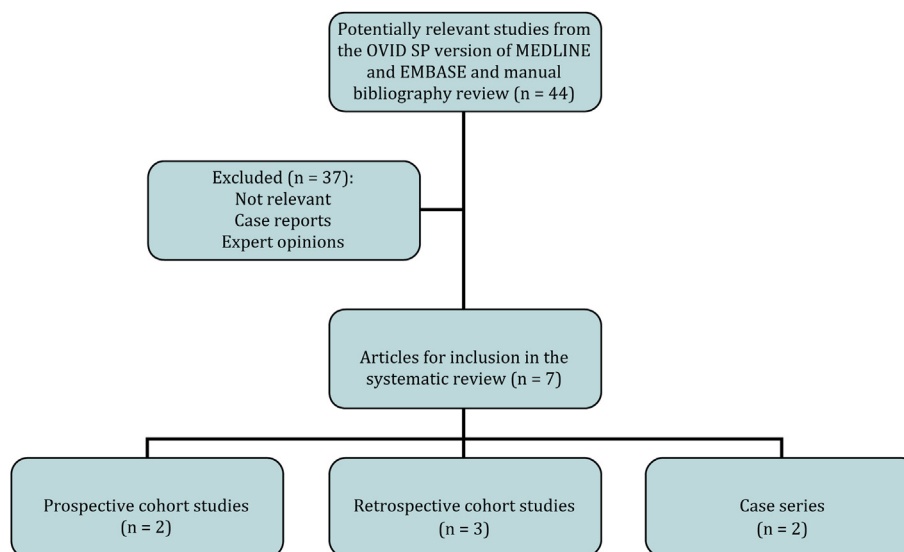 Potentially relevant studies from
the OVID SP version of MEDLINE
and EMBASE and manual
bibliography review (n = 44)
Excluded (n = 37):
Not relevant
Case reports
Expert opinions
Articles for inclusion in the
systematic review (n = 7)
Prospective cohort studies
(n = 2)
Retrospective cohort studies
(n = 3)
Case series
(n = 2)